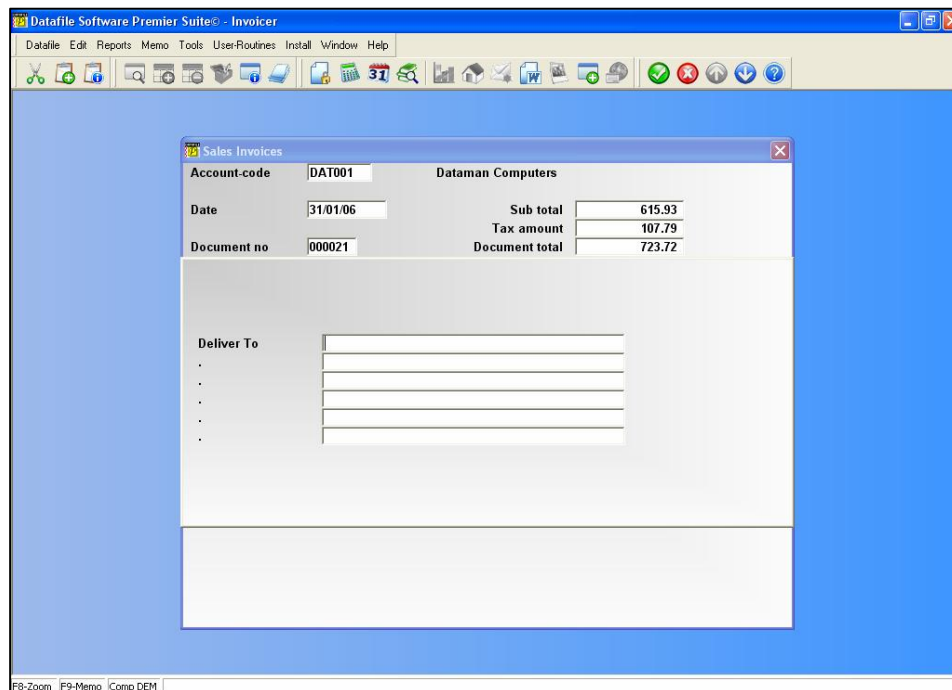 Datafile Software Premier Suite© - Invoicer
Datafile Edit Reports Memo Tools User-Routines Install Window Help
31
Sales Invoices
Account-code DAT001 Dataman Computers
Date 31/01/06 Sub total 615.93
Tax amount 107.79
Document no 000021 Document total 723.72
Deliver To
.
.
.
.
.
F8-Zoom F9-Memo Comp DEM